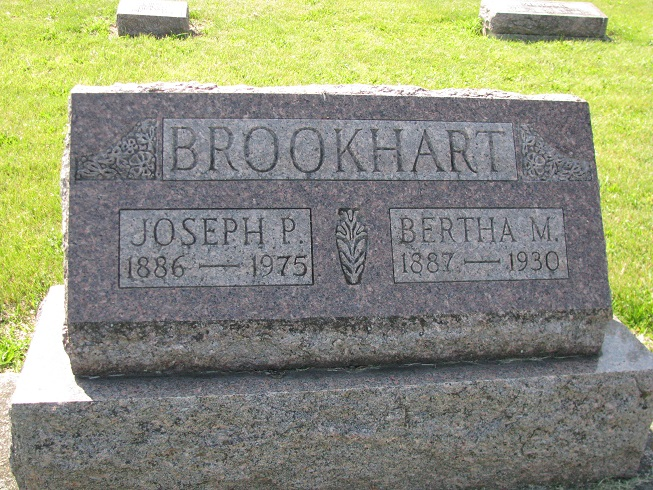 BROOKHART
JOSEPH P.
1886 — 1975
BERTHA M.
1887 — 1930